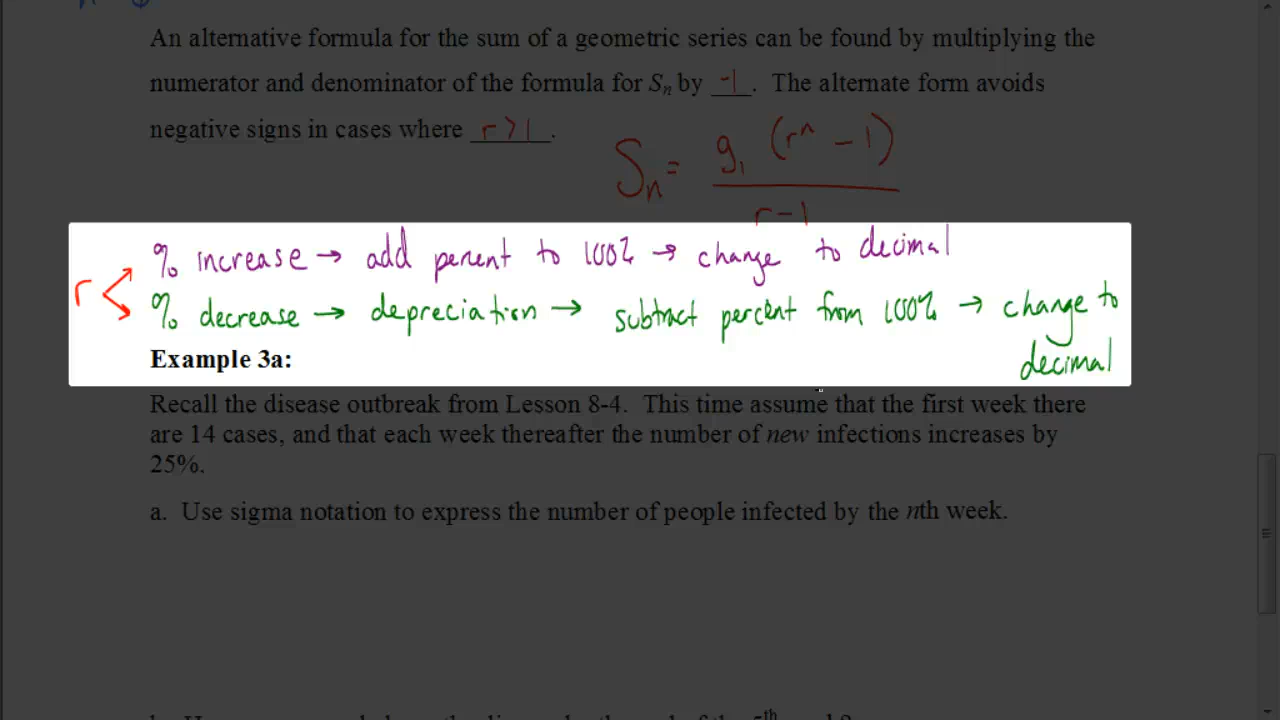 An alternative formula for the sum of a geometric series can be found by multiplying the
numerator and denominator of the formula for Sₙ by -1. The alternate form avoids
negative signs in cases where r > 1.
Sₙ = g₁ (rⁿ - 1)
r - 1
% increase → add percent to 100% → change to decimal
r
% decrease → depreciation → subtract percent from 100% → change to
decimal
Example 3a:
Recall the disease outbreak from Lesson 8-4. This time assume that the first week there
are 14 cases, and that each week thereafter the number of new infections increases by
25%.
a. Use sigma notation to express the number of people infected by the nth week.